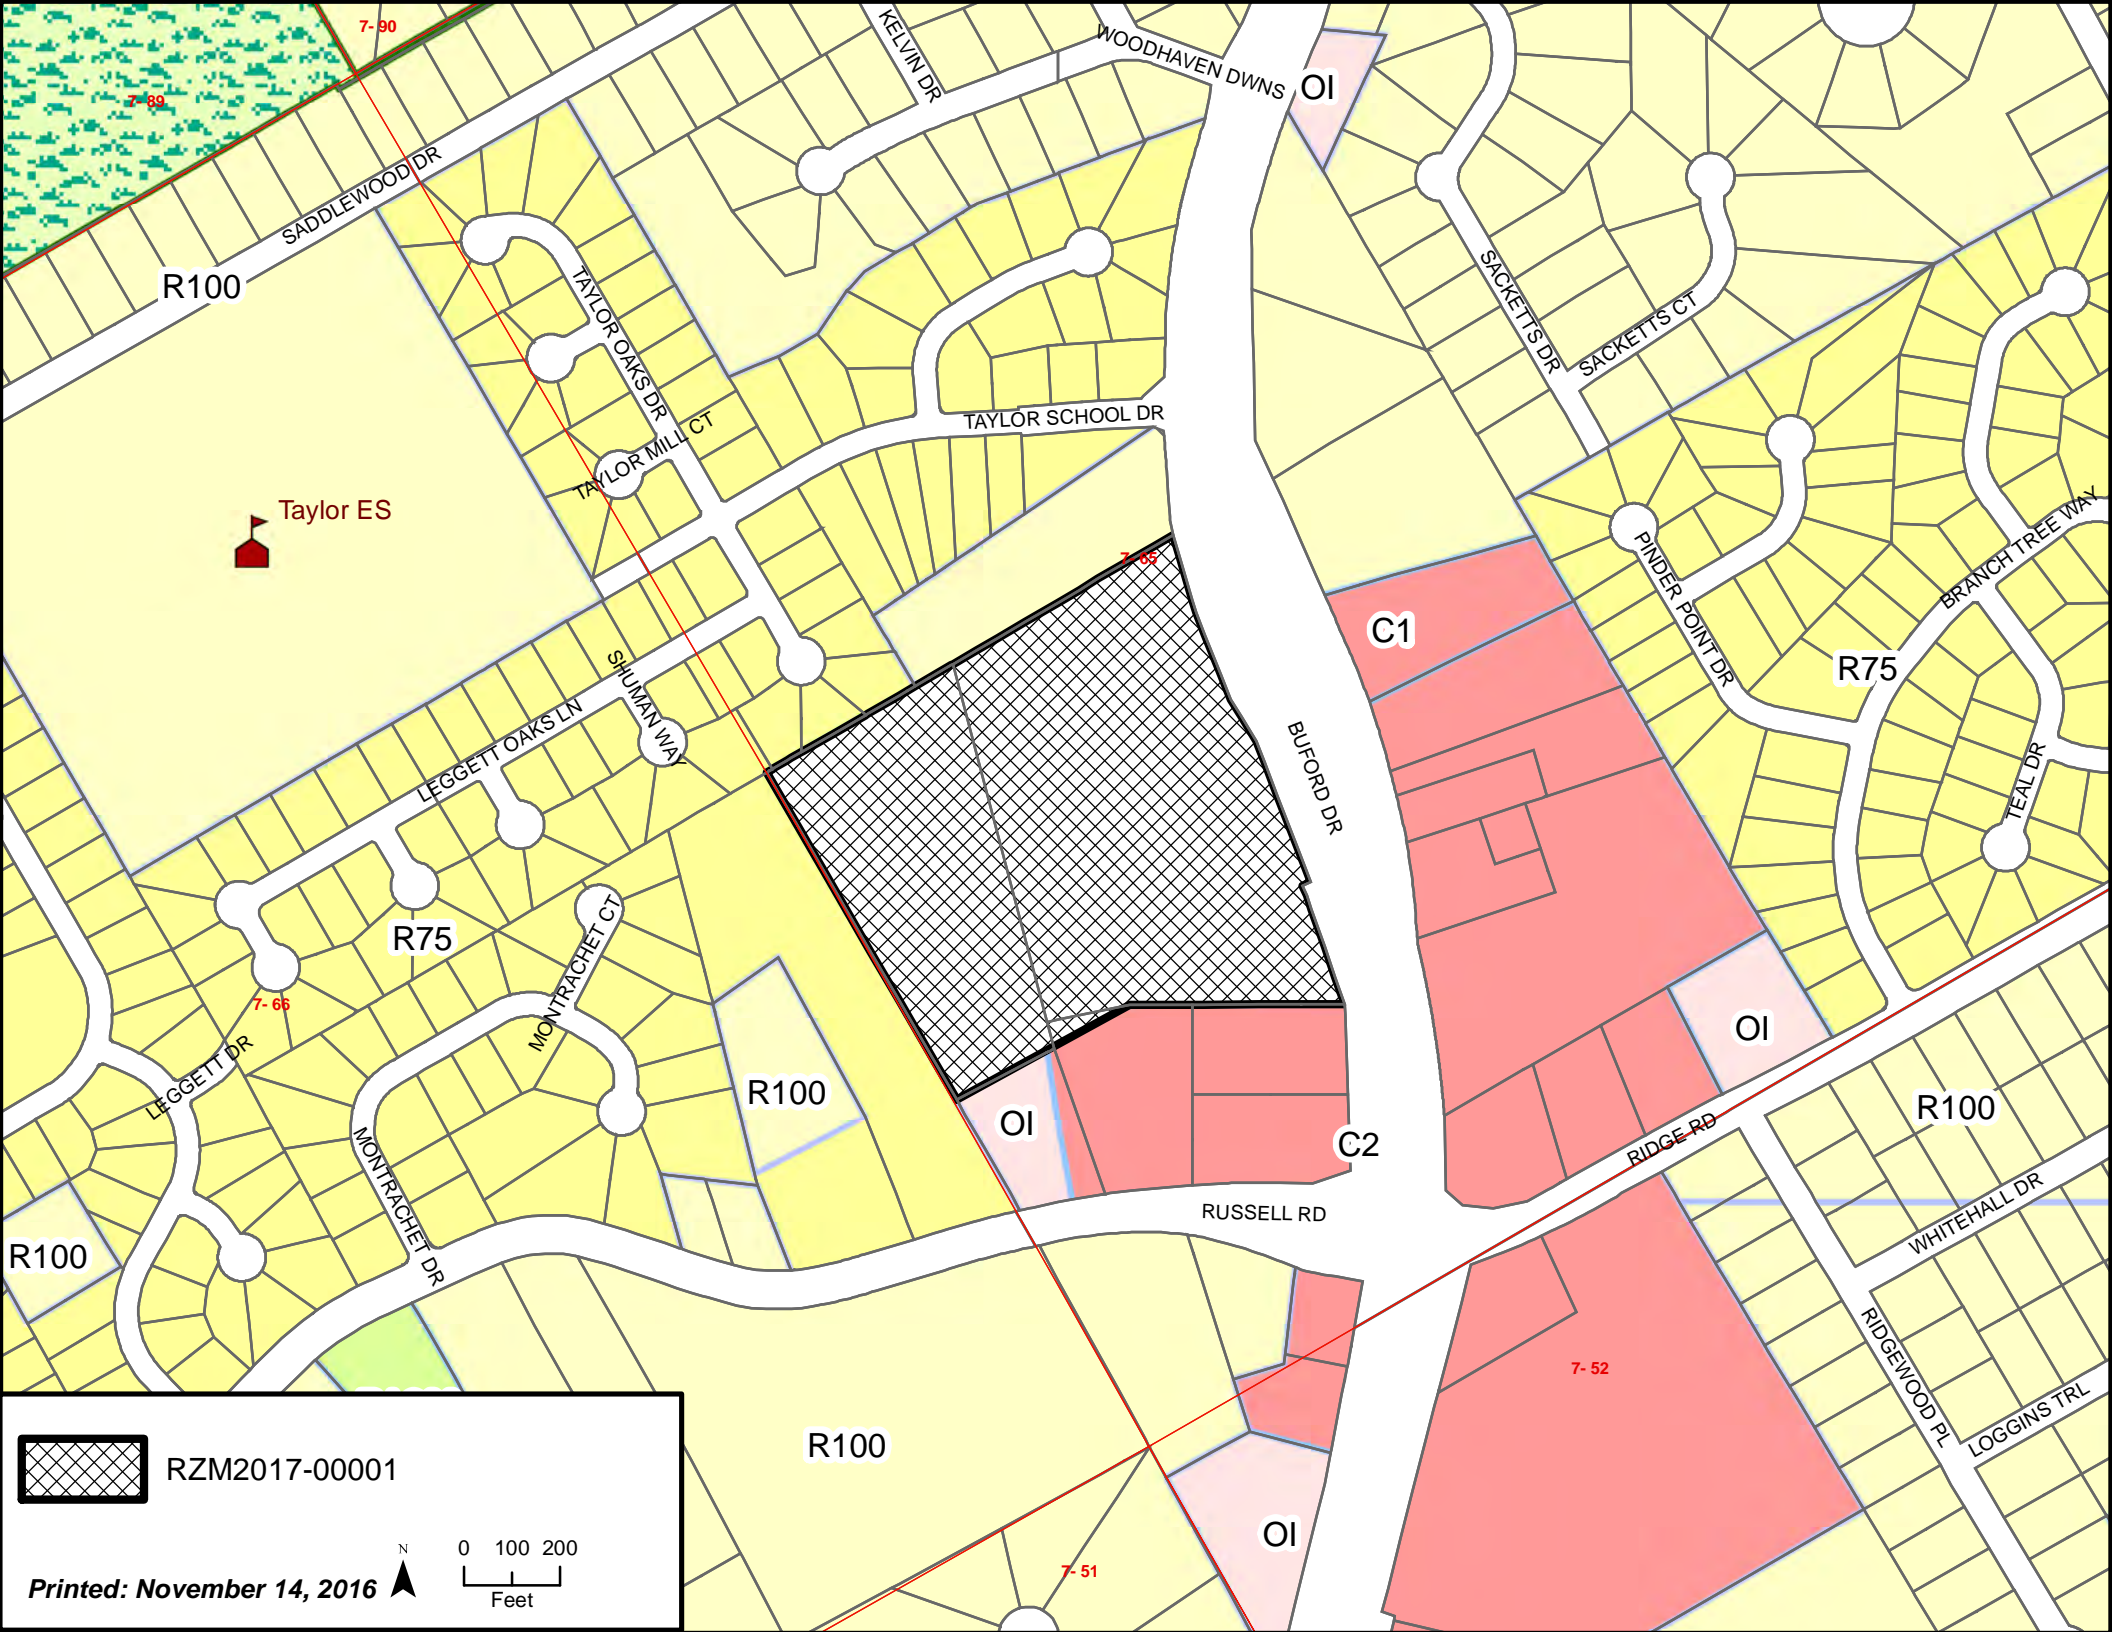 7- 90
KELVIN DR
WOODHAVEN DWNS
OI
7- 89
SADDLEWOOD DR
R100
TAYLOR OAKS DR
SACKETTS DR
SACKETTS CT
TAYLOR SCHOOL DR
TAYLOR MILL CT
Taylor ES
7- 65
PINDER POINT DR
BRANCH TREE WAY
C1
R75
SHUMAN WAY
LEGGETT OAKS LN
BUFORD DR
TEAL DR
R75
MONTRACHET CT
7- 66
OI
LEGGETT DR
R100
OI
R100
C2
RIDGE RD
MONTRACHET DR
RUSSELL RD
WHITEHALL DR
R100
7- 52
RIDGEWOOD PL
LOGGINS TRL
R100
RZM2017-00001
OI
N
0 100 200
Feet
Printed: November 14, 2016
7- 51